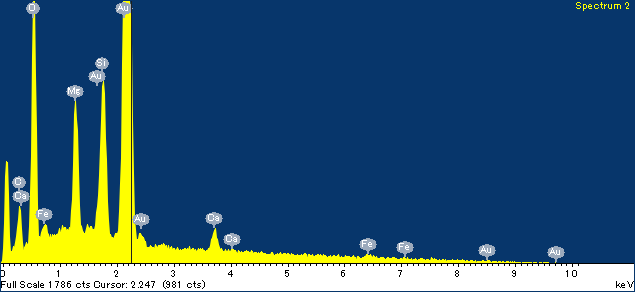 Spectrum 2
O
Au
Si
Au
Mg
C
Ca
Fe
Au
Ca
Ca
Fe
Fe
Au
Au
0 1 2 3 4 5 6 7 8 9 10
Full Scale 1786 cts Cursor: 2.247 (981 cts)
keV